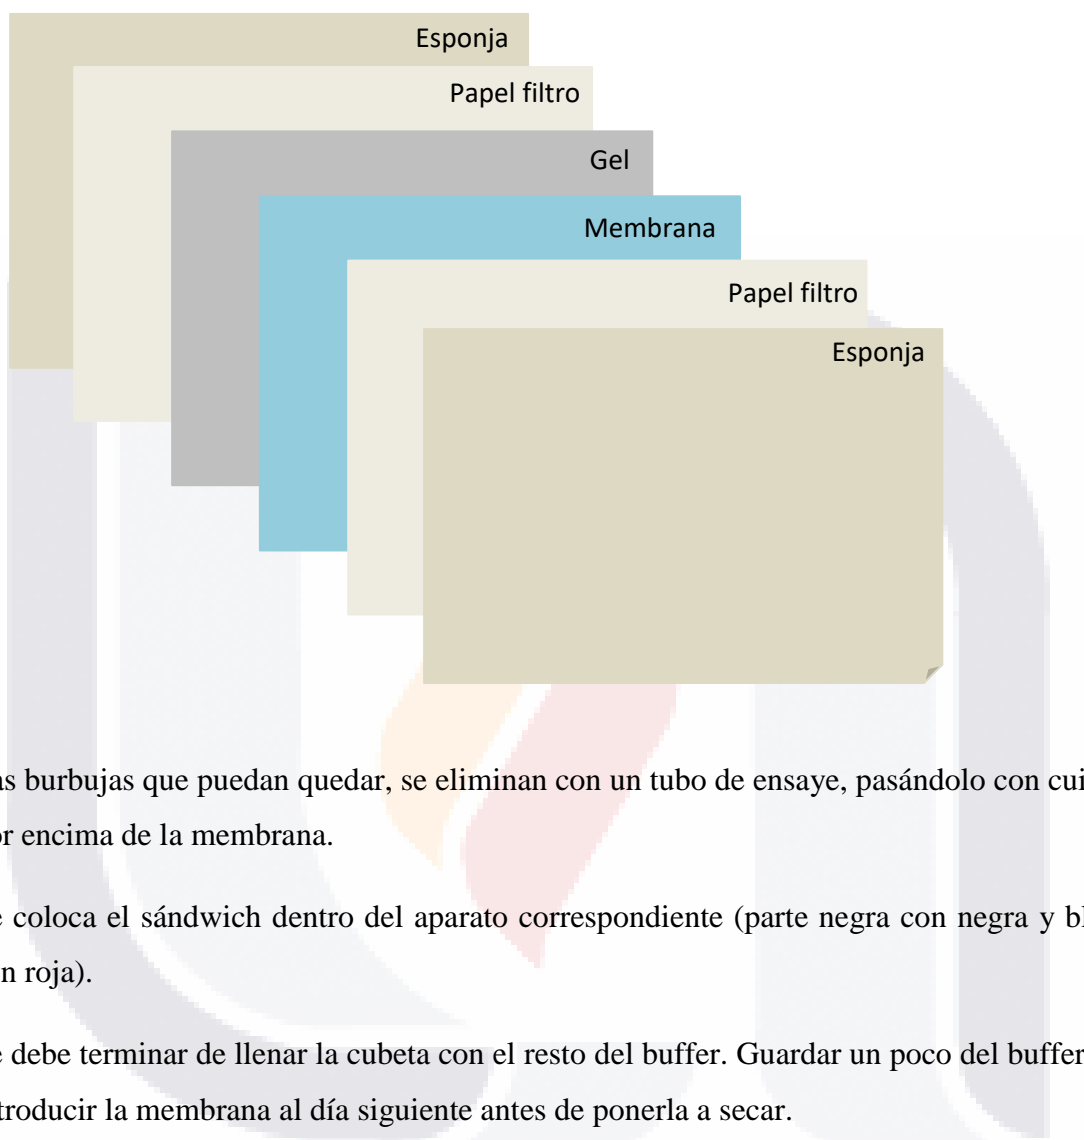 Esponja
Papel filtro
Gel
Membrana
Papel filtro
Esponja
as burbujas que puedan quedar, se eliminan con un tubo de ensaye, pasándolo con cui
or encima de la membrana.
e coloca el sándwich dentro del aparato correspondiente (parte negra con negra y bl
n roja).
e debe terminar de llenar la cubeta con el resto del buffer. Guardar un poco del buffer
troducir la membrana al día siguiente antes de ponerla a secar.